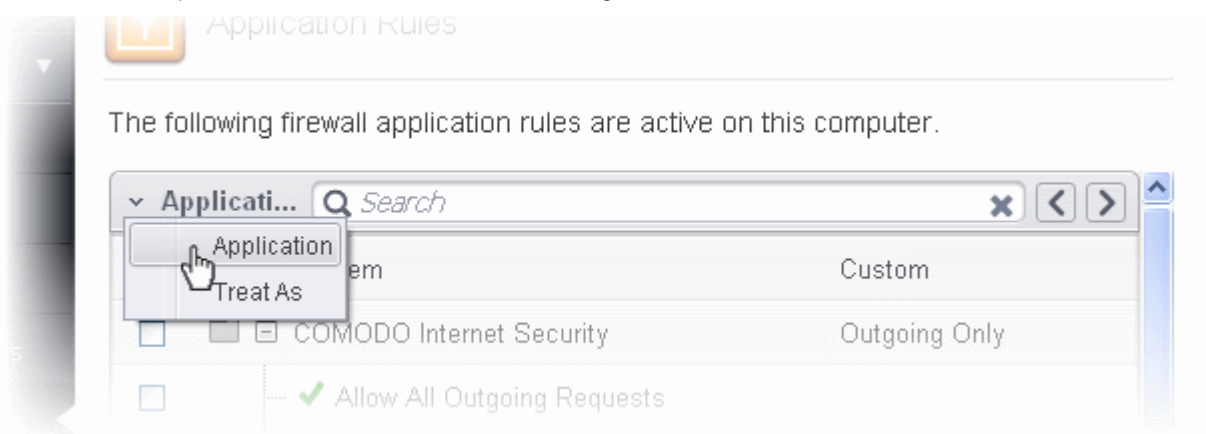 Application Rules
The following firewall application rules are active on this computer.
Applicati... Search
Application
em Custom
Treat As
COMODO Internet Security Outgoing Only
Allow All Outgoing Requests